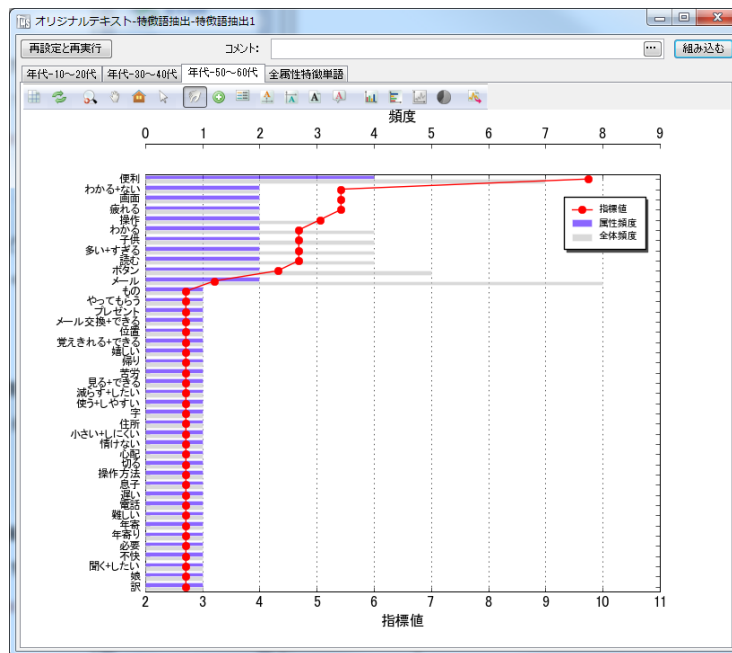 オリジナルテキスト-特徴語抽出-特徴語抽出1
再設定と再実行 コメント: ... 組み込む
年代-10～20代 年代-30～40代 年代-50～60代 全属性特徴単語
頻度
0 1 2 3 4 5 6 7 8 9
便利
わかる+ない
画面
疲れる
操作
わかる
子供
多い+すぎる
読む
ボタン
メール
もの
やってもらう
プレゼント
メール交換+できる
位置
覚えきれる+できる
嬉しい
帰り
苦労
見る+できる
減らす+したい
使う+しやすい
字
住所
小さい+しにくい
情けない
心配
切る
操作方法
息子
遅い
電話
難しい
年寄
年寄り
必要
不快
聞く+したい
娘
訳
指標値
属性頻度
全体頻度
2 3 4 5 6 7 8 9 10 11
指標値